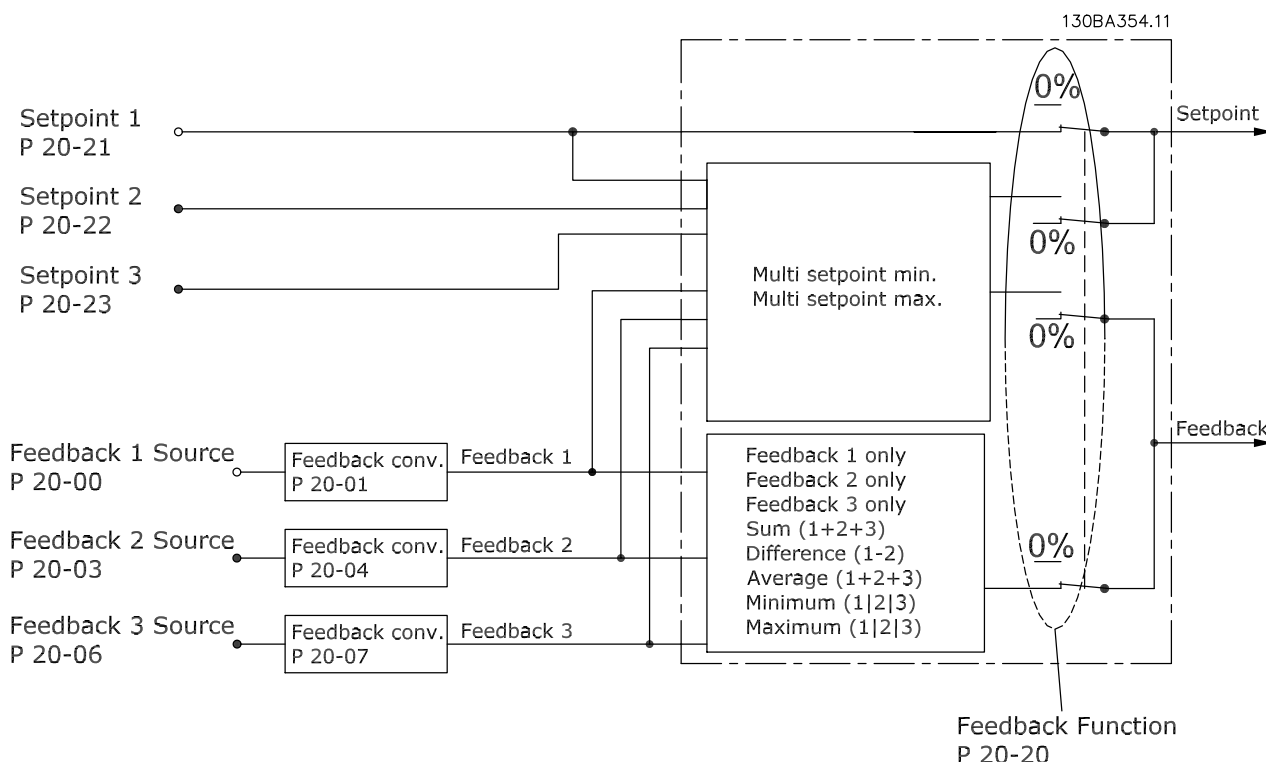 130BA354.11
0%
Setpoint 1
P 20-21
Setpoint
Setpoint 2
P 20-22
0%
Setpoint 3
P 20-23
Multi setpoint min.
Multi setpoint max.
0%
Feedback
Feedback 1 Source
P 20-00
Feedback conv.
P 20-01
Feedback 1
Feedback 2 Source
P 20-03
Feedback conv.
P 20-04
Feedback 2
Feedback 3 Source
P 20-06
Feedback conv.
P 20-07
Feedback 3
Feedback 1 only
Feedback 2 only
Feedback 3 only
Sum (1+2+3)
Difference (1-2)
Average (1+2+3)
Minimum (1|2|3)
Maximum (1|2|3)
0%
Feedback Function
P 20-20